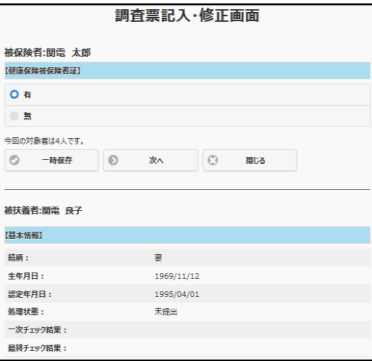 調査票記入・修正画面
被保険者:関電 太郎
【健康保険被保険者証】
有
無
今回の対象者は4人です。
一時保存 次へ 閉じる
被扶養者:関電 良子
【基本情報】
続柄: 妻
生年月日: 1969/11/12
認定年月日: 1995/04/01
処理状態: 未提出
一次チェック結果:
最終チェック結果: